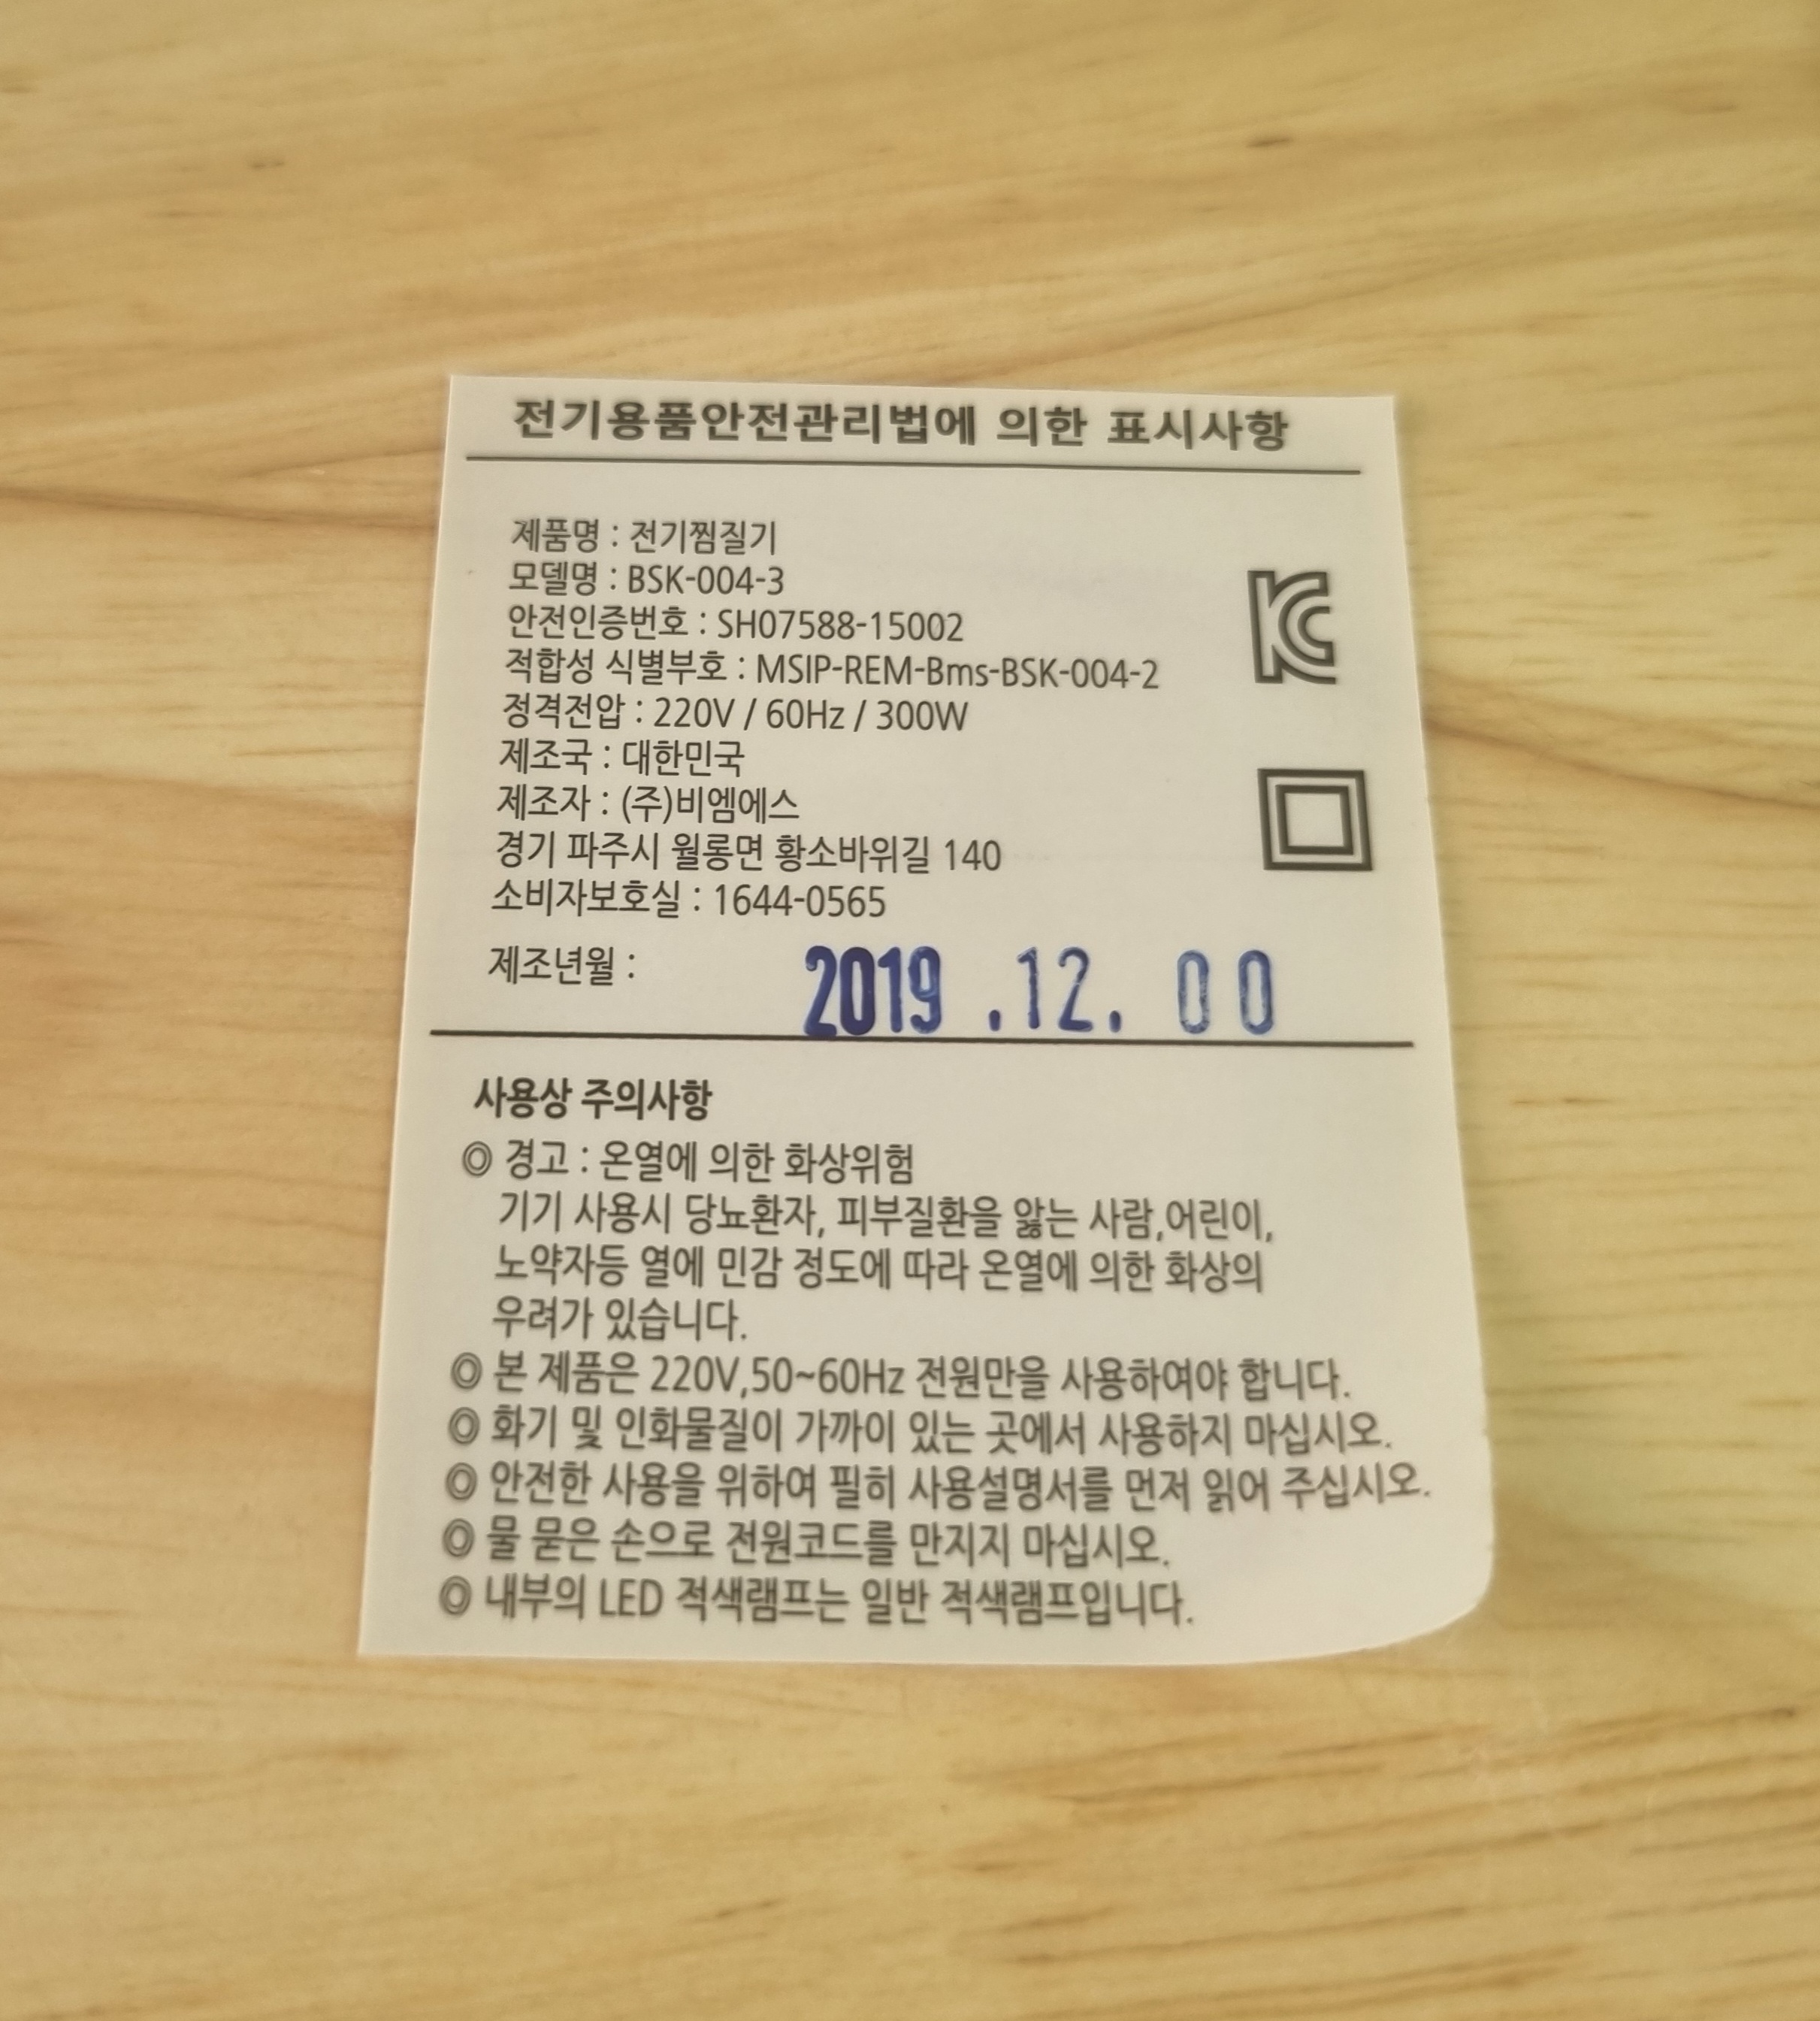 전기용품안전관리법에 의한 표시사항
제품명 : 전기찜질기
모델명 : BSK-004-3
안전인증번호 : SH07588-15002
적합성 식별부호 : MSIP-REM-Bms-BSK-004-2
정격전압 : 220V / 60Hz / 300W
제조국 : 대한민국
제조자 : (주)비엠에스
경기 파주시 월롱면 황소바위길 140
소비자보호실 : 1644-0565
제조년월 : 2019 .12. 00
사용상 주의사항
◎ 경고 : 온열에 의한 화상위험
기기 사용시 당뇨환자, 피부질환을 앓는 사람,어린이,
노약자등 열에 민감 정도에 따라 온열에 의한 화상의
우려가 있습니다.
◎ 본 제품은 220V,50~60Hz 전원만을 사용하여야 합니다.
◎ 화기 및 인화물질이 가까이 있는 곳에서 사용하지 마십시오.
◎ 안전한 사용을 위하여 필히 사용설명서를 먼저 읽어 주십시오.
◎ 물 묻은 손으로 전원코드를 만지지 마십시오.
◎ 내부의 LED 적색램프는 일반 적색램프입니다.